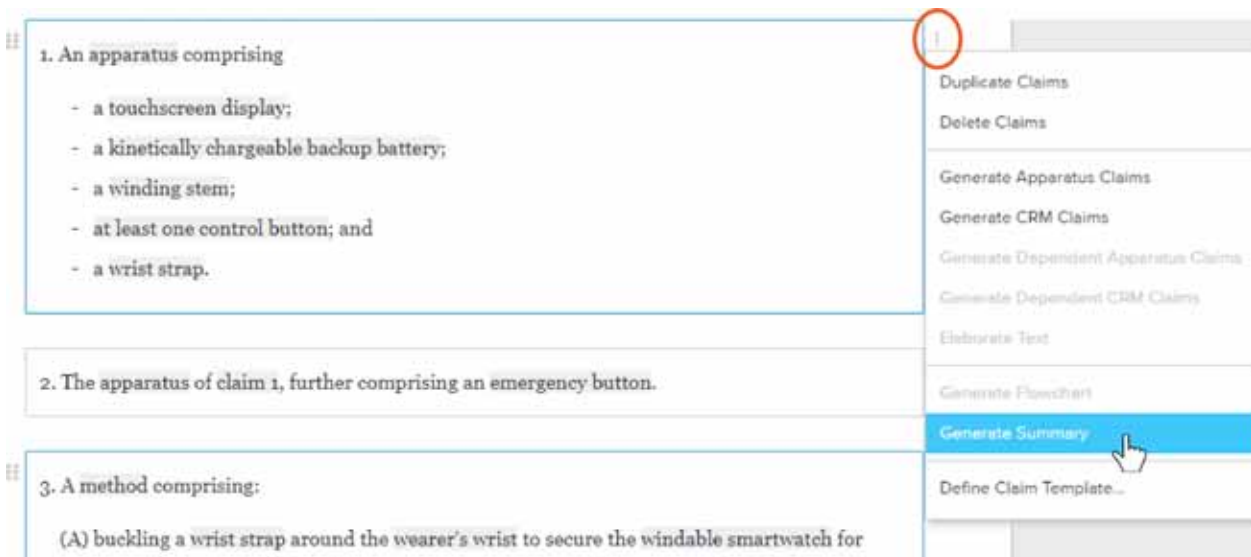 1. An apparatus comprising
- a touchscreen display;
- a kinetically chargeable backup battery;
- a winding stem;
- at least one control button; and
- a wrist strap.
2. The apparatus of claim 1, further comprising an emergency button.
3. A method comprising:
(A) buckling a wrist strap around the wearer's wrist to secure the windable smartwatch for
Duplicate Claims
Delete Claims
Generate Apparatus Claims
Generate CRM Claims
Generate Dependent Apparatus Claims
Generate Dependent CRM Claims
Elaborate Text
Generate Flowchart
Generate Summary
Define Claim Template...